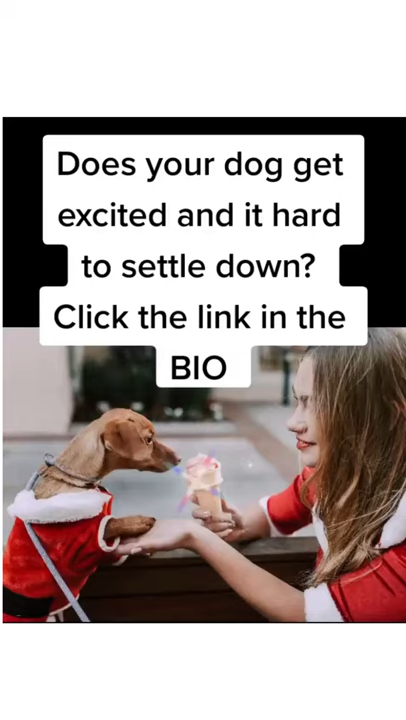 Does your dog get
excited and it hard
to settle down?
Click the link in the
BIO